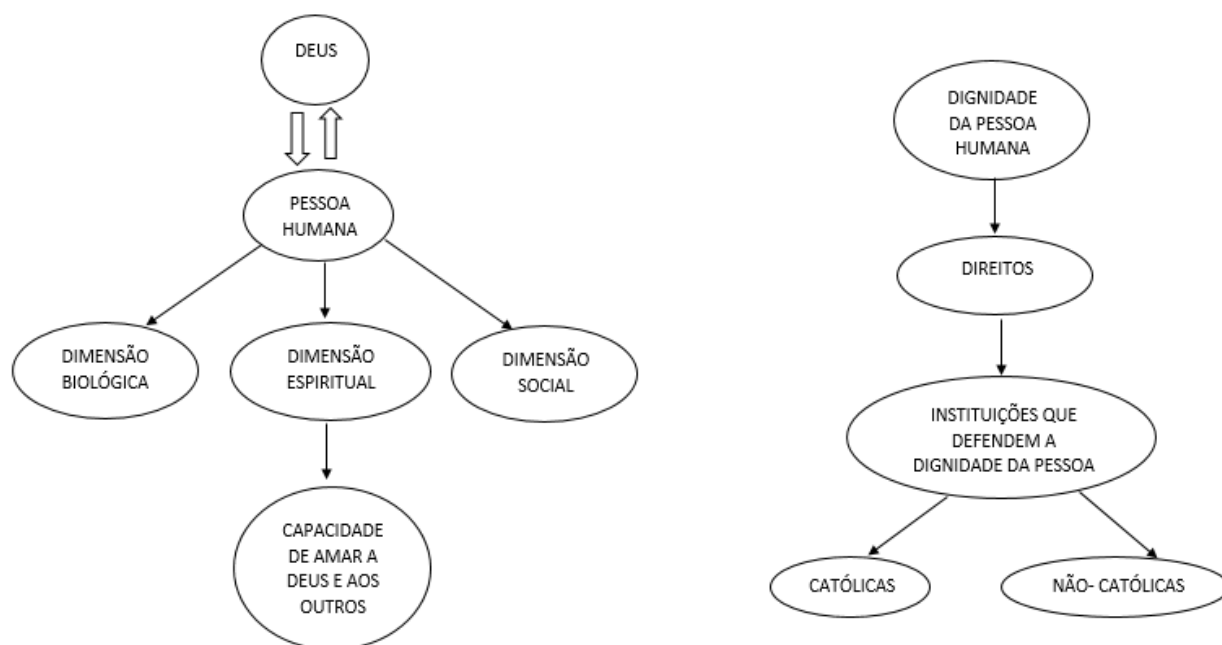 DEUS
PESSOA
HUMANA
DIMENSÃO
BIOLÓGICA
DIMENSÃO
ESPIRITUAL
DIMENSÃO
SOCIAL
CAPACIDADE
DE AMAR A
DEUS E AOS
OUTROS
DIGNIDADE
DA PESSOA
HUMANA
DIREITOS
INSTITUIÇÕES QUE
DEFENDEM A
DIGNIDADE DA PESSOA
CATÓLICAS
NÃO- CATÓLICAS